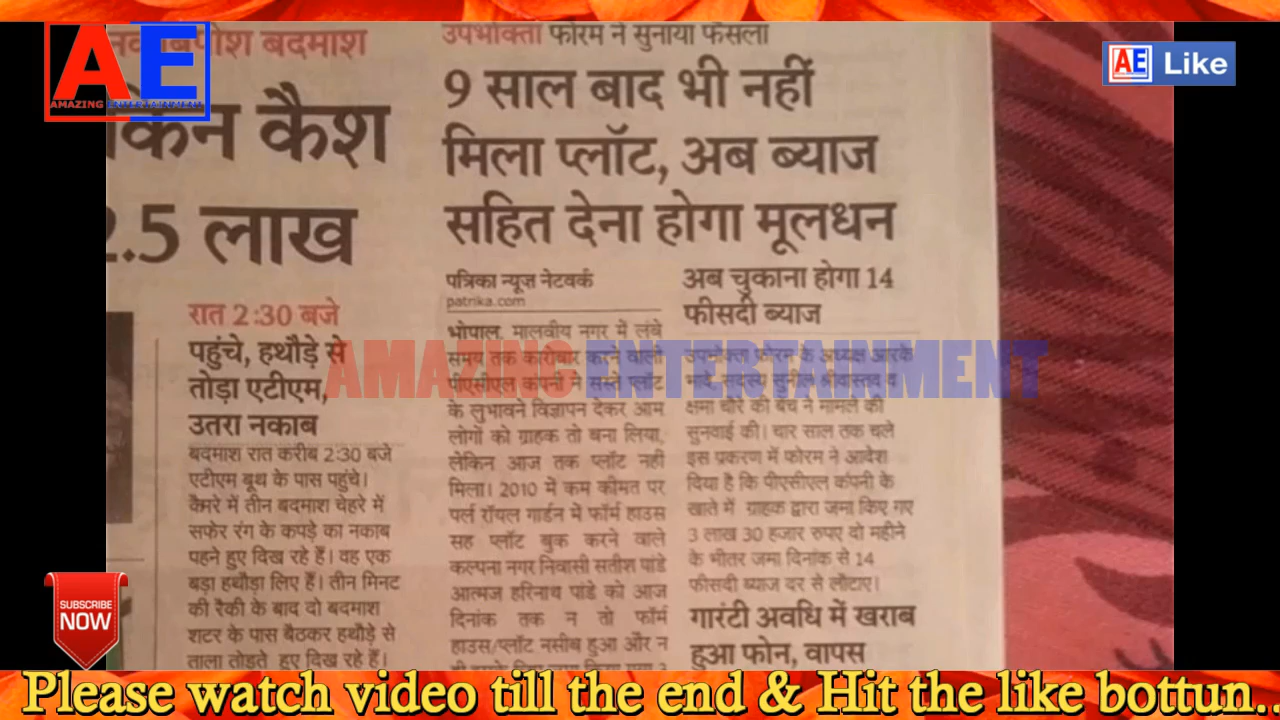 AE
AMAZING ENTERTAINMENT
AE Like
बदमाश
कैश
2.5 लाख
रात 2:30 बजे
पहुंचे, हथौड़े से
तोड़ा एटीएम,
उतरा नकाब
बदमाश रात करीब 2:30 बजे
एटीएम बूथ के पास पहुंचे।
कैमरे में तीन बदमाश चेहरे में
सफेर रंग के कपड़े का नकाब
पहने हुए दिख रहे हैं। वह एक
बड़ा हथौड़ा लिए हैं। तीन मिनट
की रैकी के बाद दो बदमाश
शटर के पास बैठकर हथौड़े से
ताला तोड़ते हुए दिख रहे हैं।
उपभोक्ता फोरम ने सुनाया फैसला
9 साल बाद भी नहीं
मिला प्लॉट, अब ब्याज
सहित देना होगा मूलधन
पत्रिका न्यूज नेटवर्क
patrika.com
भोपाल. मालवीय नगर में लंबे
समय तक कारोबार करने वाली
पीएसीएल कंपनी ने सस्ते प्लॉट
के लुभावने विज्ञापन देकर आम
लोगों को ग्राहक तो बना लिया,
लेकिन आज तक प्लॉट नहीं
मिला। 2010 में कम कीमत पर
पर्ल रॉयल गार्डन में फॉर्म हाउस
सह प्लॉट बुक करने वाले
कल्पना नगर निवासी सतीश पांडे
आत्मज हरिनाथ पांडे को आज
दिनांक तक न तो फॉर्म
हाउस/प्लॉट नसीब हुआ और न
अब चुकाना होगा 14
फीसदी ब्याज
उपभोक्ता फोरम के अध्यक्ष आरके
भावे, सदस्य सुनील श्रीवास्तव व
क्षमा चौरे की बेंच ने मामले की
सुनवाई की। चार साल तक चले
इस प्रकरण में फोरम ने आदेश
दिया है कि पीएसीएल कंपनी के
खाते में ग्राहक द्वारा जमा किए गए
3 लाख 30 हजार रुपए दो महीने
के भीतर जमा दिनांक से 14
फीसदी ब्याज दर से लौटाए।
गारंटी अवधि में खराब
हुआ फोन, वापस
AMAZING ENTERTAINMENT
SUBSCRIBE
NOW
Please watch video till the end & Hit the like bottun..